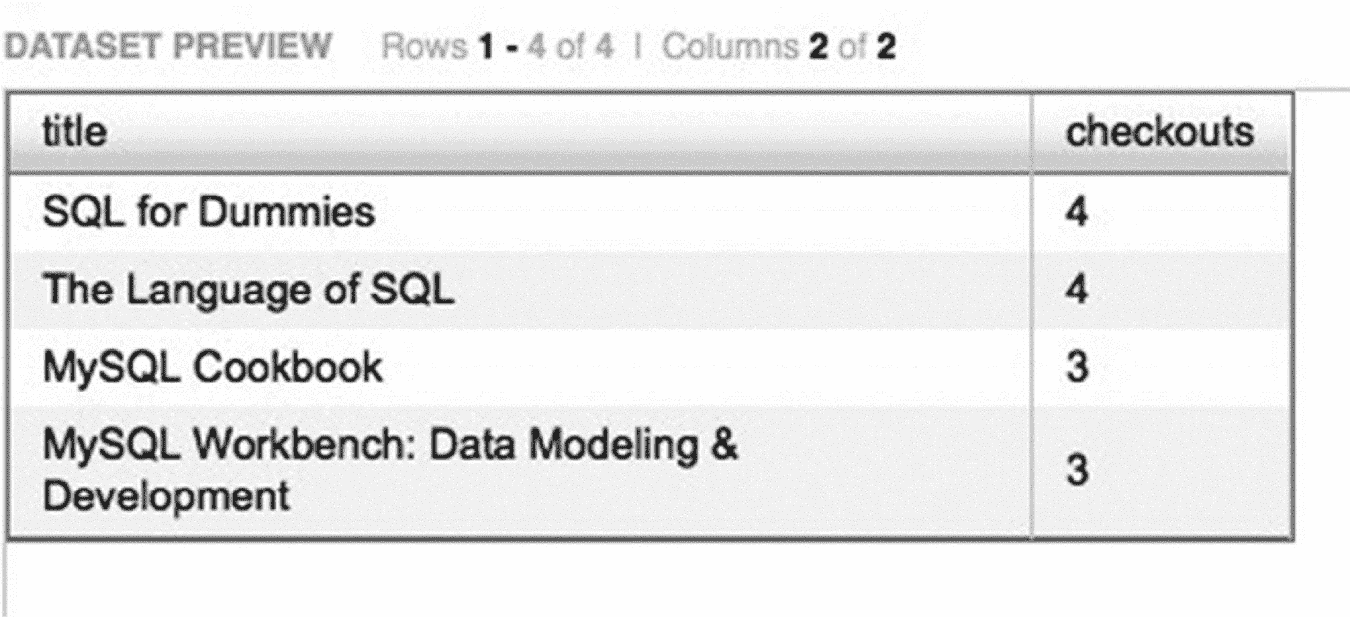 DATASET PREVIEW Rows 1 - 4 of 4 | Columns 2 of 2
title checkouts
SQL for Dummies 4
The Language of SQL 4
MySQL Cookbook 3
MySQL Workbench: Data Modeling &
Development 3